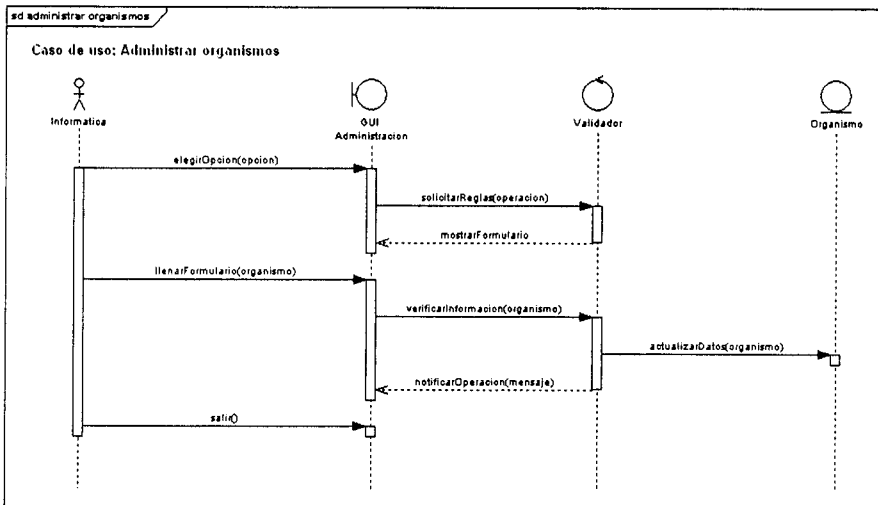 sd administrar organismos
Caso de uso: Administrar organismos
Informatica
GUI
Administracion
Validador
Organismo
elegirOpcion(opcion)
solicitarReglas(operacion)
mostrarFormulario
llenarFormulario(organismo)
verificarInformacion(organismo)
actualizarDatos(organismo)
notificarOperacion(mensaje)
salir()